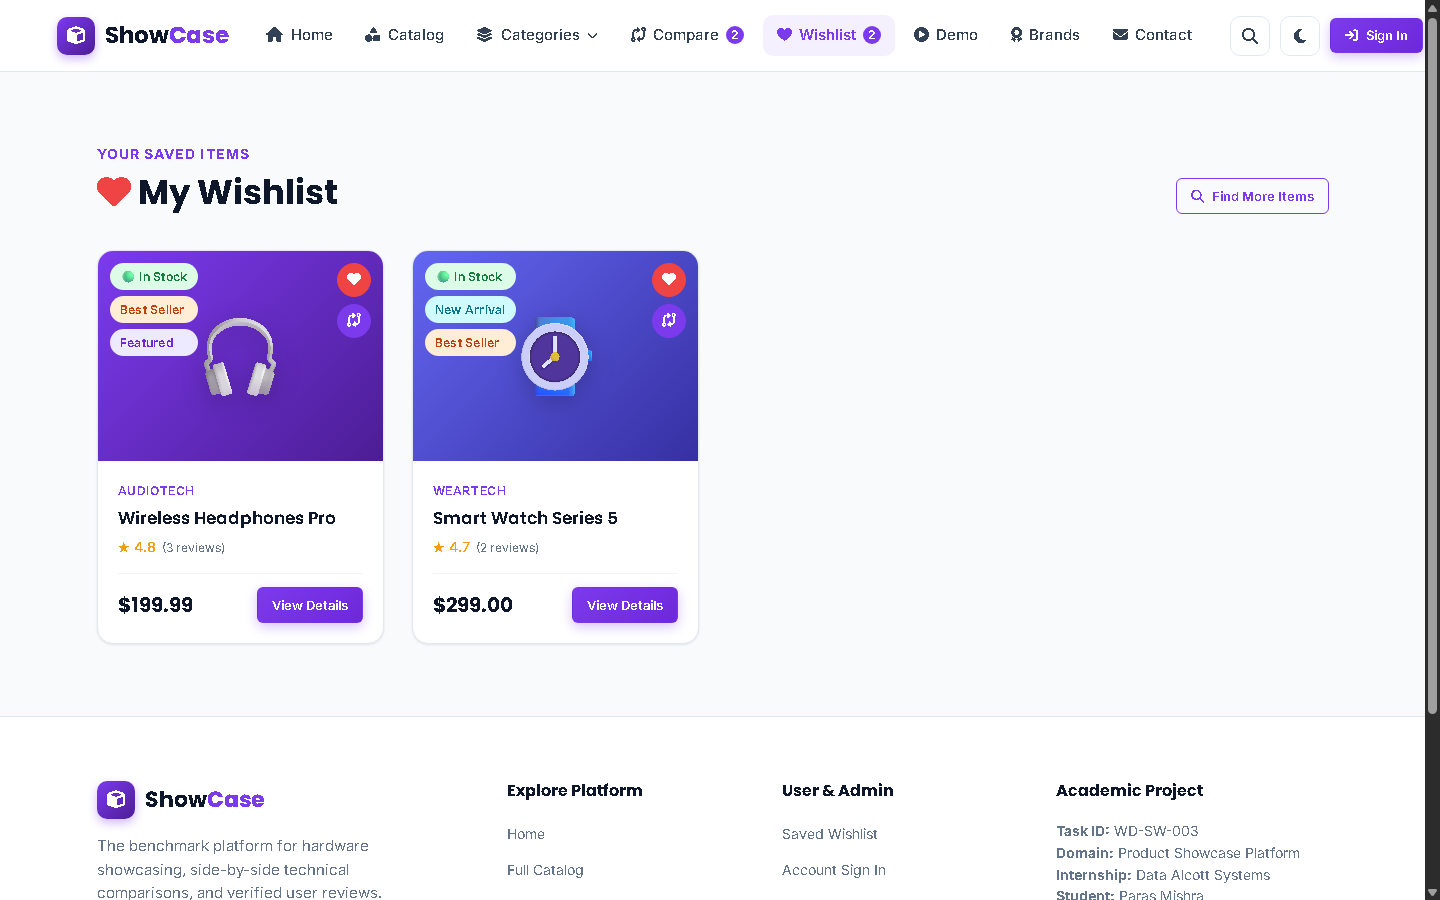 ShowCase
Home
Catalog
Categories
Compare 2
Wishlist 2
Demo
Brands
Contact
Sign In
YOUR SAVED ITEMS
My Wishlist
Find More Items
In Stock
Best Seller
Featured
AUDIOTECH
Wireless Headphones Pro
★ 4.8 (3 reviews)
$199.99
View Details
In Stock
New Arrival
Best Seller
WEARTECH
Smart Watch Series 5
★ 4.7 (2 reviews)
$299.00
View Details
ShowCase
The benchmark platform for hardware
showcasing, side-by-side technical
comparisons, and verified user reviews.
Explore Platform
Home
Full Catalog
User & Admin
Saved Wishlist
Account Sign In
Academic Project
Task ID: WD-SW-003
Domain: Product Showcase Platform
Internship: Data Alcott Systems
Student: Paras Mishra